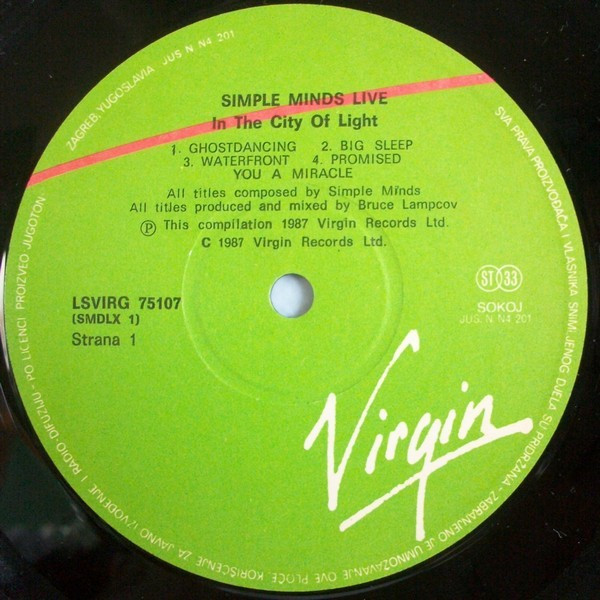 SIMPLE MINDS LIVE
In The City Of Light
1. GHOSTDANCING 2. BIG SLEEP
3. WATERFRONT 4. PROMISED
YOU A MIRACLE
All titles composed by Simple Minds
All titles produced and mixed by Bruce Lampcov
Ⓟ This compilation 1987 Virgin Records Ltd.
C 1987 Virgin Records Ltd.
LSVIRG 75107
(SMDLX 1)
Strana 1
ST 33
SOKOJ
JUS. N. N4 201
Virgin
SVA PRAVA PROIZVOĐAČA I VLASNIKA SNIMLJENOG DJELA SU PRIDRŽANA - ZABRANJENO JE UMNOŽAVANJE OVE PLOČE, KORIŠĆENJE ZA JAVNO IZVOĐENJE I RADIO DIFUZIJU - PO LICENCI PROIZVEO JUGOTON
ZAGREB, YUGOSLAVIA JUS N. N4 201